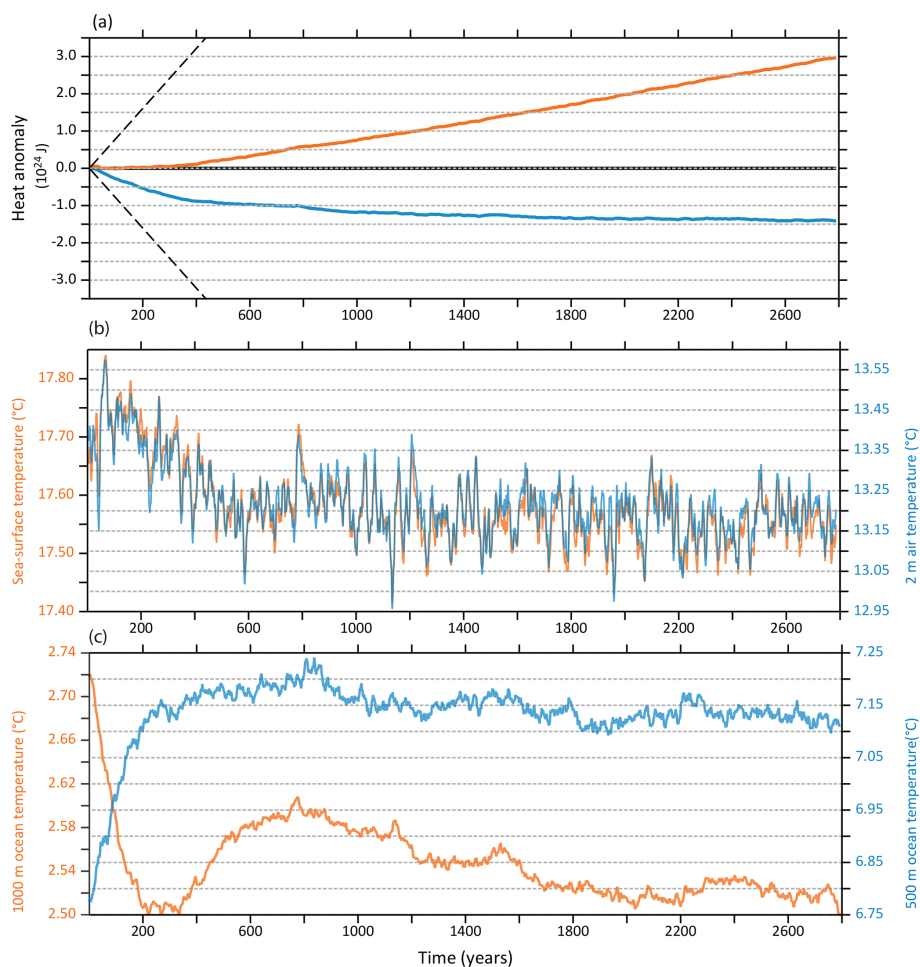 (a)
Heat anomaly
(10²⁴ J)
3.0
2.0
1.0
0.0
-1.0
-2.0
-3.0
200 600 1000 1400 1800 2200 2600
(b)
Sea-surface temperature (°C)
17.80
17.70
17.60
17.50
17.40
13.55
13.45
13.35
13.25
13.15
13.05
12.95
2 m air temperature (°C)
200 600 1000 1400 1800 2200 2600
(c)
1000 m ocean temperature (°C)
2.74
2.70
2.66
2.62
2.58
2.54
2.50
7.25
7.15
7.05
6.95
6.85
6.75
500 m ocean temperature(°C)
200 600 1000 1400 1800 2200 2600
Time (years)